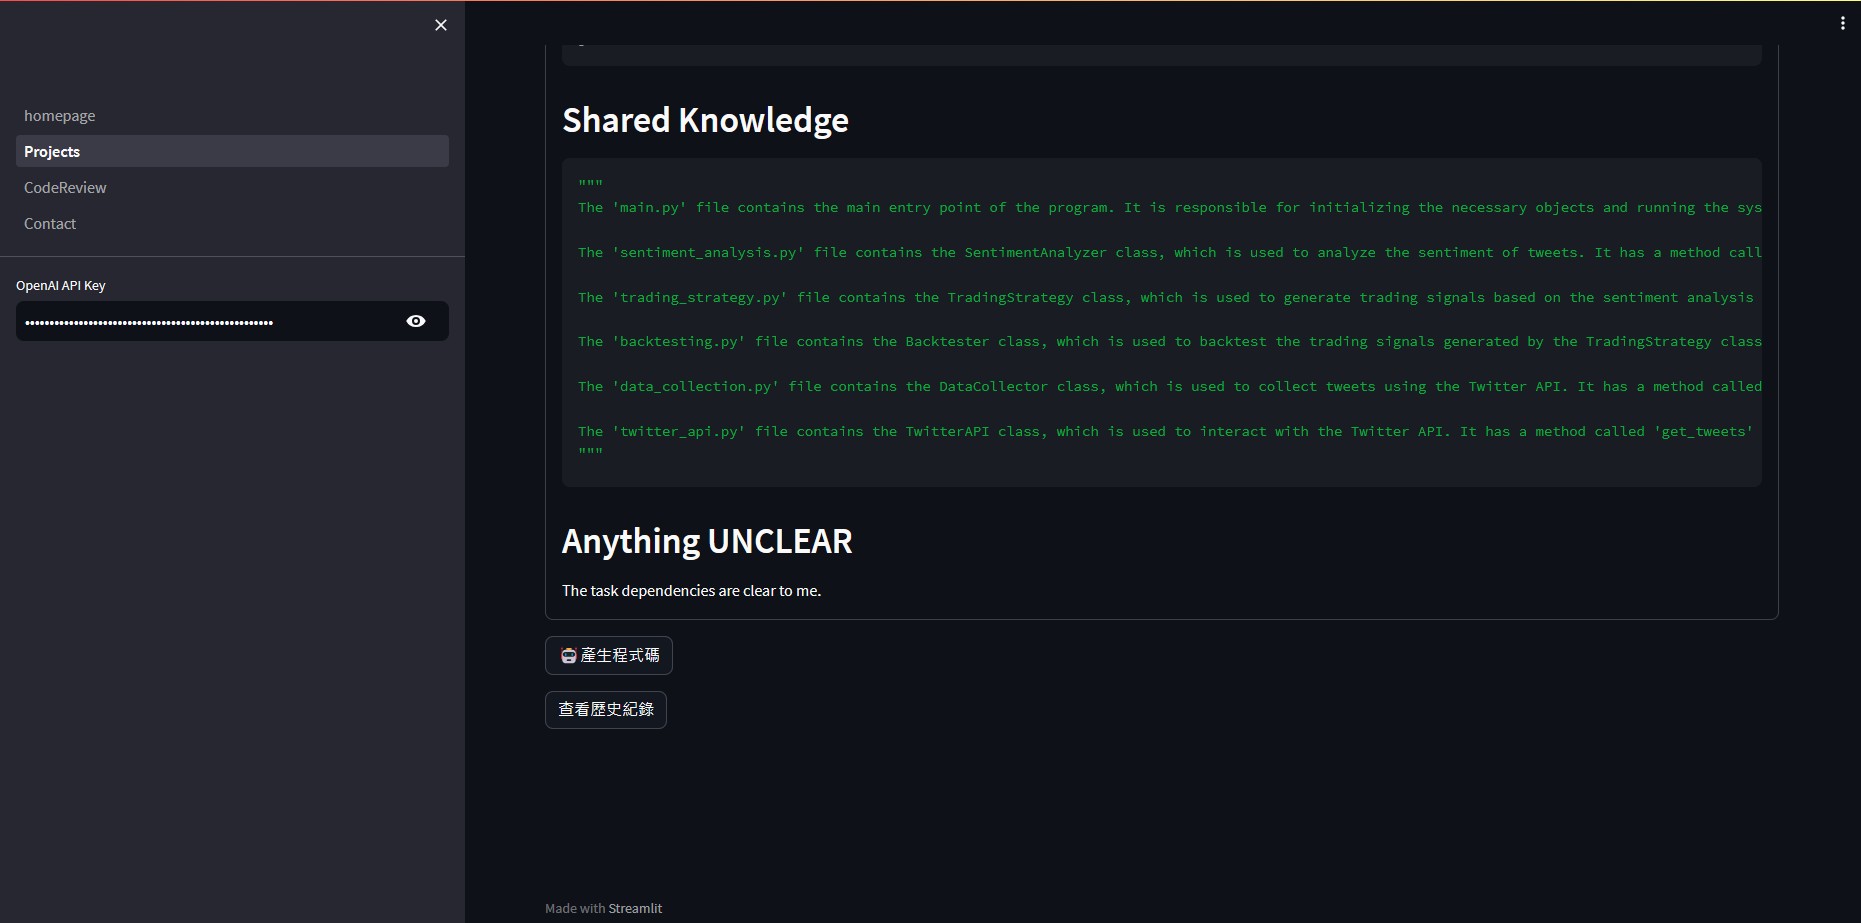 homepage
Projects
CodeReview
Contact
OpenAI API Key
Shared Knowledge
"""
The 'main.py' file contains the main entry point of the program. It is responsible for initializing the necessary objects and running the sys
The 'sentiment_analysis.py' file contains the SentimentAnalyzer class, which is used to analyze the sentiment of tweets. It has a method call
The 'trading_strategy.py' file contains the TradingStrategy class, which is used to generate trading signals based on the sentiment analysis
The 'backtesting.py' file contains the Backtester class, which is used to backtest the trading signals generated by the TradingStrategy class
The 'data_collection.py' file contains the DataCollector class, which is used to collect tweets using the Twitter API. It has a method called
The 'twitter_api.py' file contains the TwitterAPI class, which is used to interact with the Twitter API. It has a method called 'get_tweets'
"""
Anything UNCLEAR
The task dependencies are clear to me.
產生程式碼
查看歷史紀錄
Made with Streamlit